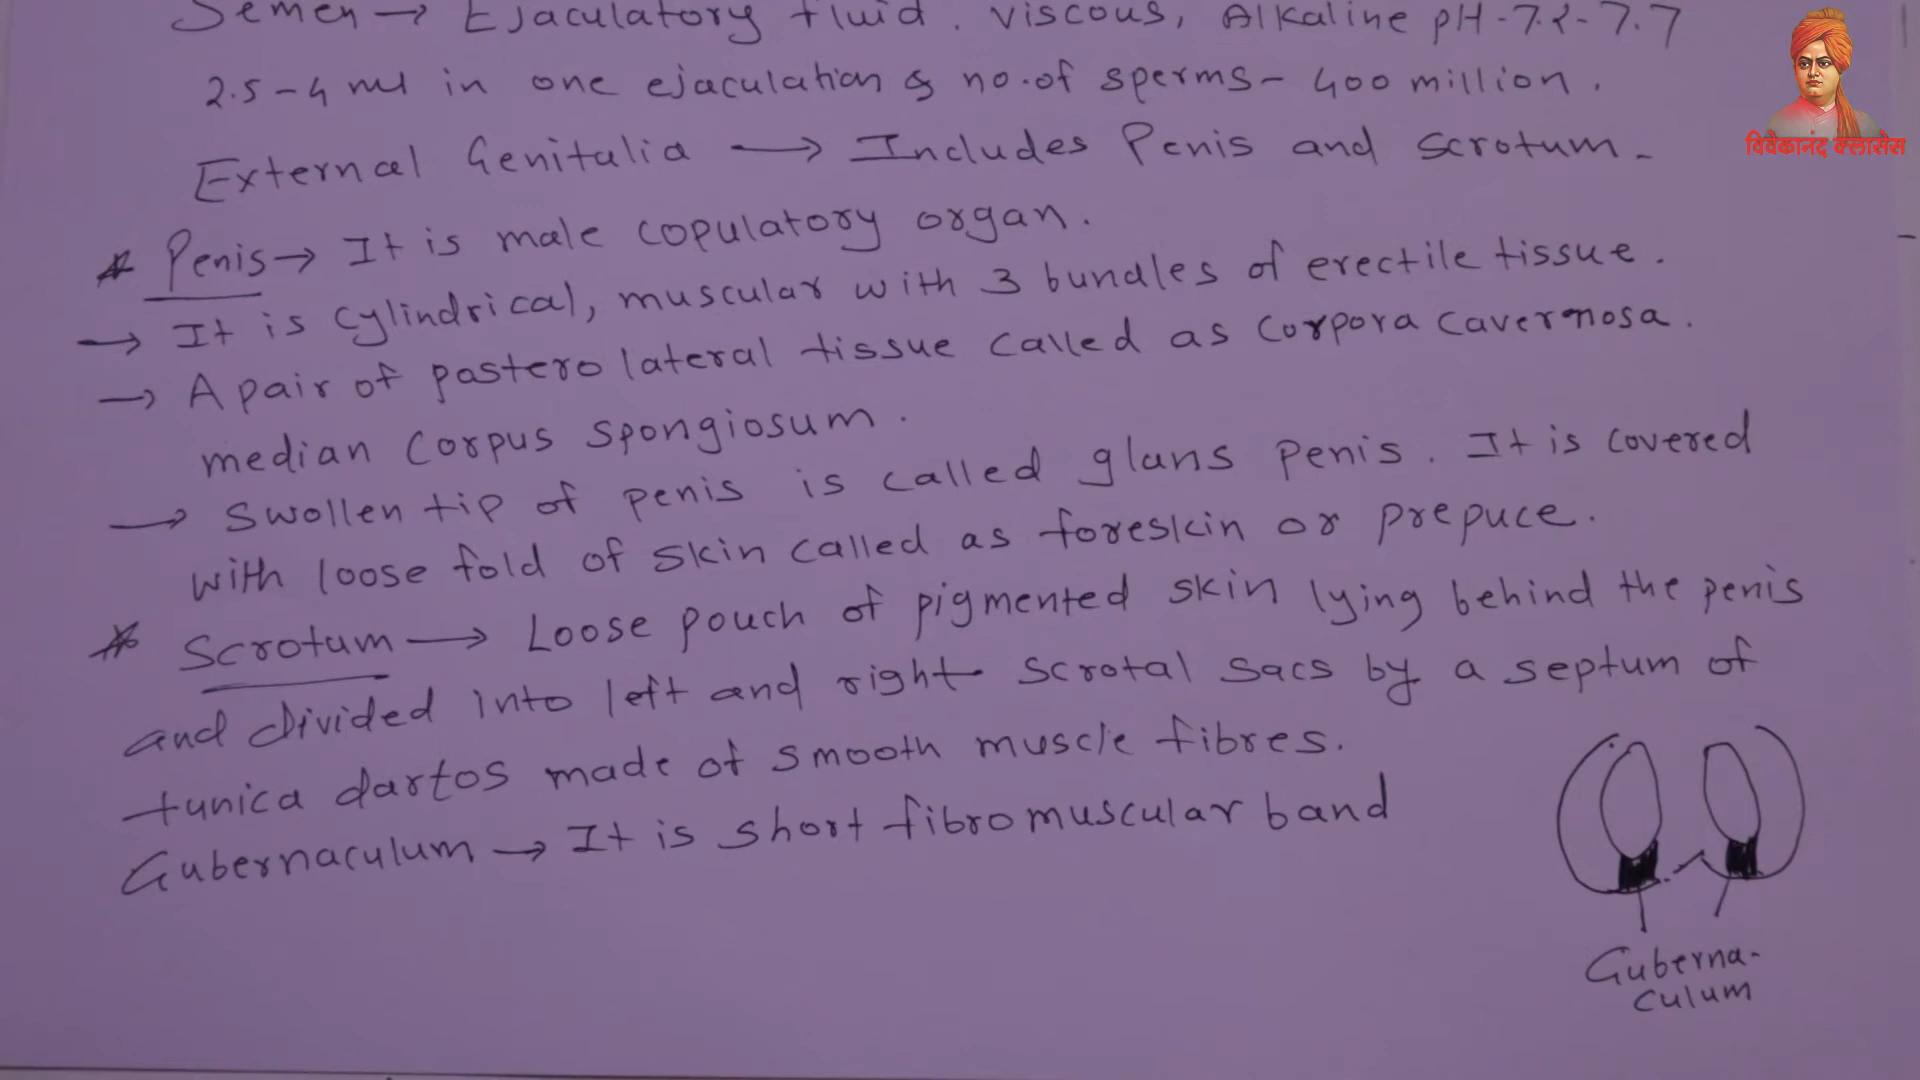 Semen → Ejaculatory fluid. viscous, Alkaline pH-7.2-7.7
2.5-4 ml in one ejaculation & no.of sperms- 400 million.
External Genitalia → Includes Penis and scrotum-
* Penis → It is male copulatory organ.
→ It is cylindrical, muscular with 3 bundles of erectile tissue.
→ A pair of postero lateral tissue called as corpora cavernosa.
median corpus spongiosum.
→ Swollen tip of penis is called glans penis. It is covered
with loose fold of skin called as foreskin or prepuce.
* Scrotum → Loose pouch of pigmented skin lying behind the penis
and divided into left and right scrotal sacs by a septum of
tunica dartos made of smooth muscle fibres.
Gubernaculum → It is short fibromuscular band
Guberna-
culum
विवेकानंद क्लासेस